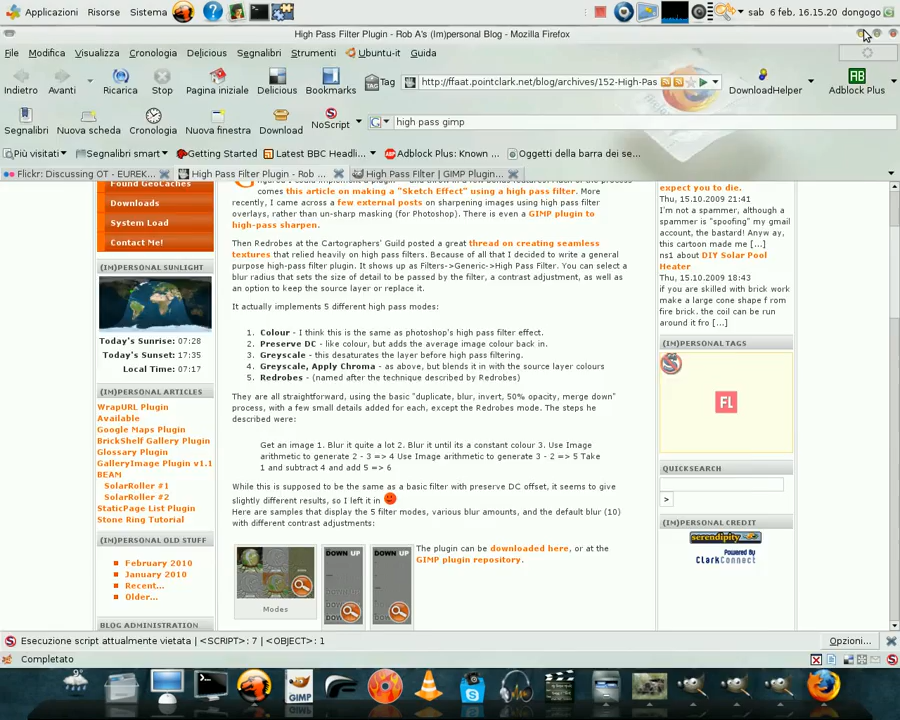 Applicazioni Risorse Sistema sab 6 feb, 16.15.20 dongogo
High Pass Filter Plugin - Rob A's (Im)personal Blog - Mozilla Firefox
File Modifica Visualizza Cronologia Delicious Segnalibri Strumenti Ubuntu-it Guida
Indietro Avanti Ricarica Stop Pagina iniziale Delicious Bookmarks Tag http://ffaat.pointclark.net/blog/archives/152-High-Pas DownloadHelper Adblock Plus
ABP
Segnalibri Nuova scheda Cronologia Nuova finestra Download NoScript high pass gimp
Più visitati Segnalibri smart Getting Started Latest BBC Headli... Adblock Plus: Known ... Oggetti della barra dei se...
Flickr: Discussing OT - EUREK... High Pass Filter Plugin - Rob ... High Pass Filter | GIMP Plugin...
Found GeoCaches
Downloads
System Load
Contact Me!
(IM)PERSONAL SUNLIGHT
Today's Sunrise: 07:28
Today's Sunset: 17:35
Local Time: 07:17
(IM)PERSONAL ARTICLES
WrapURL Plugin
Available
Google Maps Plugin
BrickShelf Gallery Plugin
Glossary Plugin
GalleryImage Plugin v1.1
BEAM
SolarRoller #1
SolarRoller #2
StaticPage List Plugin
Stone Ring Tutorial
(IM)PERSONAL OLD STUFF
February 2010
January 2010
Recent...
Older...
BLOG ADMINISTRATION
comes this article on making a "Sketch Effect" using a high pass filter. More
recently, I came across a few external posts on sharpening images using high pass filter
overlays, rather than un-sharp masking (for Photoshop). There is even a GIMP plugin to
high-pass sharpen.
Then Redrobes at the Cartographers' Guild posted a great thread on creating seamless
textures that relied heavily on high pass filters. Because of all that I decided to write a general
purpose high-pass filter plugin. It shows up as Filters->Generic->High Pass Filter. You can select a
blur radius that sets the size of detail to be passed by the filter, a contrast adjustment, as well as
an option to keep the source layer or replace it.
It actually implements 5 different high pass modes:
1. Colour - I think this is the same as photoshop's high pass filter effect.
2. Preserve DC - like colour, but adds the average image colour back in.
3. Greyscale - this desaturates the layer before high pass filtering.
4. Greyscale, Apply Chroma - as above, but blends it in with the source layer colours
5. Redrobes - (named after the technique described by Redrobes)
They are all straightforward, using the basic "duplicate, blur, invert, 50% opacity, merge down"
process, with a few small details added for each, except the Redrobes mode. The steps he
described were:
Get an image 1. Blur it quite a lot 2. Blur it until its a constant colour 3. Use Image
arithmetic to generate 2 - 3 => 4 Use Image arithmetic to generate 3 - 2 => 5 Take
1 and subtract 4 and add 5 => 6
While this is supposed to be the same as a basic filter with preserve DC offset, it seems to give
slightly different results, so I left it in
Here are samples that display the 5 filter modes, various blur amounts, and the default blur (10)
with different contrast adjustments:
DOWN UP
DOWN UP
The plugin can be downloaded here, or at the
GIMP plugin repository.
Modes
expect you to die.
Thu, 15.10.2009 21:41
I'm not a spammer, although a
spammer is "spoofing" my gmail
account, the bastard! Anyw ay,
this cartoon made me [...]
ns1 about DIY Solar Pool
Heater
Thu, 15.10.2009 18:43
if you are skilled with brick work
make a large cone shape f rom
fire brick. the coil can be run
around it fro [...]
(IM)PERSONAL TAGS
FL
QUICKSEARCH
>
(IM)PERSONAL CREDIT
serendipity
Powered By
ClarkConnect
Esecuzione script attualmente vietata | <SCRIPT>: 7 | <OBJECT>: 1 Opzioni...
Completato
GIMP